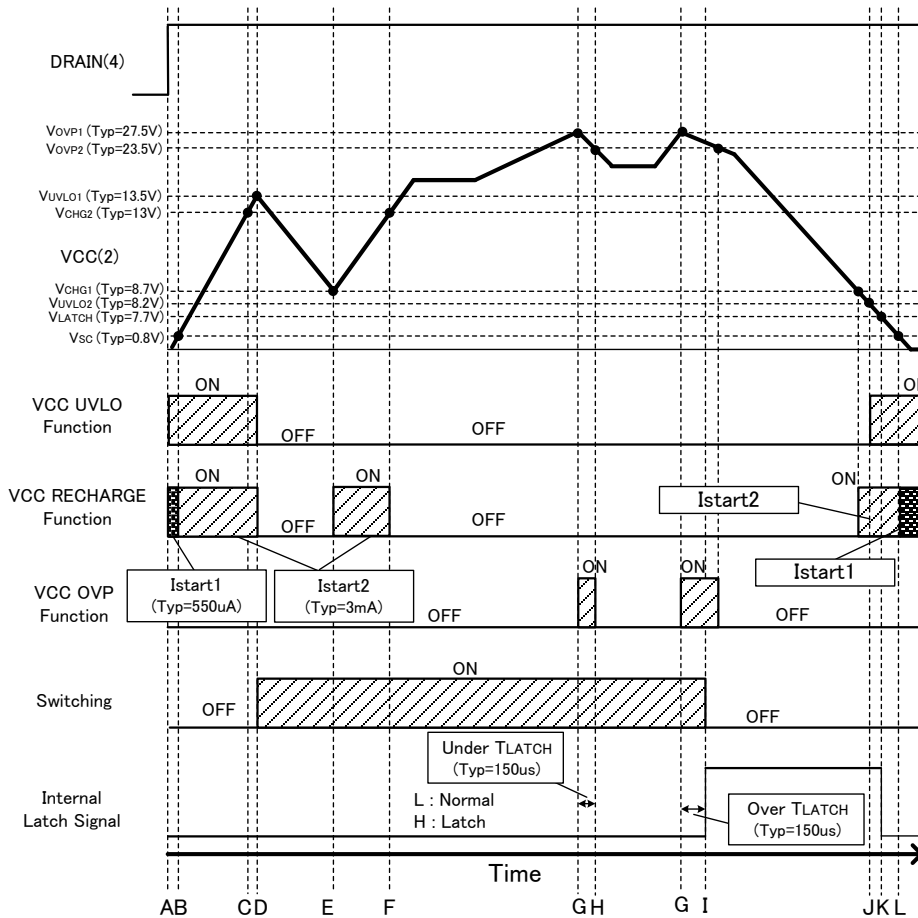 DRAIN(4)
VOVP1 (Typ=27.5V)
VOVP2 (Typ=23.5V)
VUVLO1 (Typ=13.5V)
VCHG2 (Typ=13V)
VCC(2)
VCHG1 (Typ=8.7V)
VUVLO2 (Typ=8.2V)
VLATCH (Typ=7.7V)
VSC (Typ=0.8V)
ON
ON
VCC UVLO
Function
OFF
OFF
ON
ON
ON
VCC RECHARGE
Function
OFF
OFF
Istart2
Istart1
(Typ=550uA)
Istart2
(Typ=3mA)
Istart1
VCC OVP
Function
ON
ON
OFF
OFF
ON
Switching
OFF
OFF
Under TLATCH
(Typ=150us)
Internal
Latch Signal
L : Normal
H : Latch
Over TLATCH
(Typ=150us)
Time
A B C D E F G H G I J K L